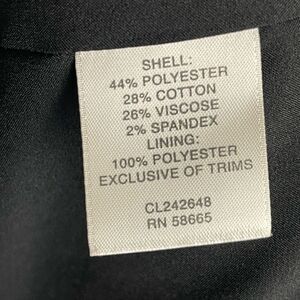 SHELL:
44% POLYESTER
28% COTTON
26% VISCOSE
2% SPANDEX
LINING:
100% POLYESTER
EXCLUSIVE OF TRIMS
CL242648
RN 58665